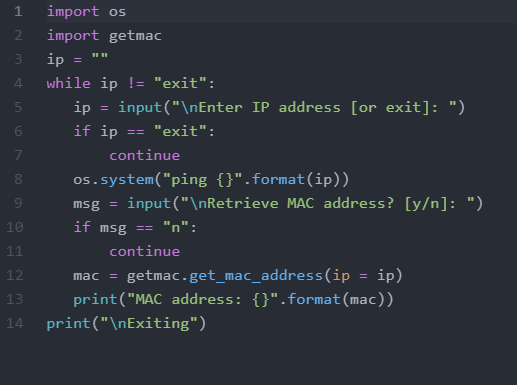 1 import os
2 import getmac
3 ip = ""
4 while ip != "exit":
5    ip = input("\nEnter IP address [or exit]: ")
6    if ip == "exit":
7        continue
8    os.system("ping {}".format(ip))
9    msg = input("\nRetrieve MAC address? [y/n]: ")
10    if msg == "n":
11        continue
12    mac = getmac.get_mac_address(ip = ip)
13    print("MAC address: {}".format(mac))
14 print("\nExiting")